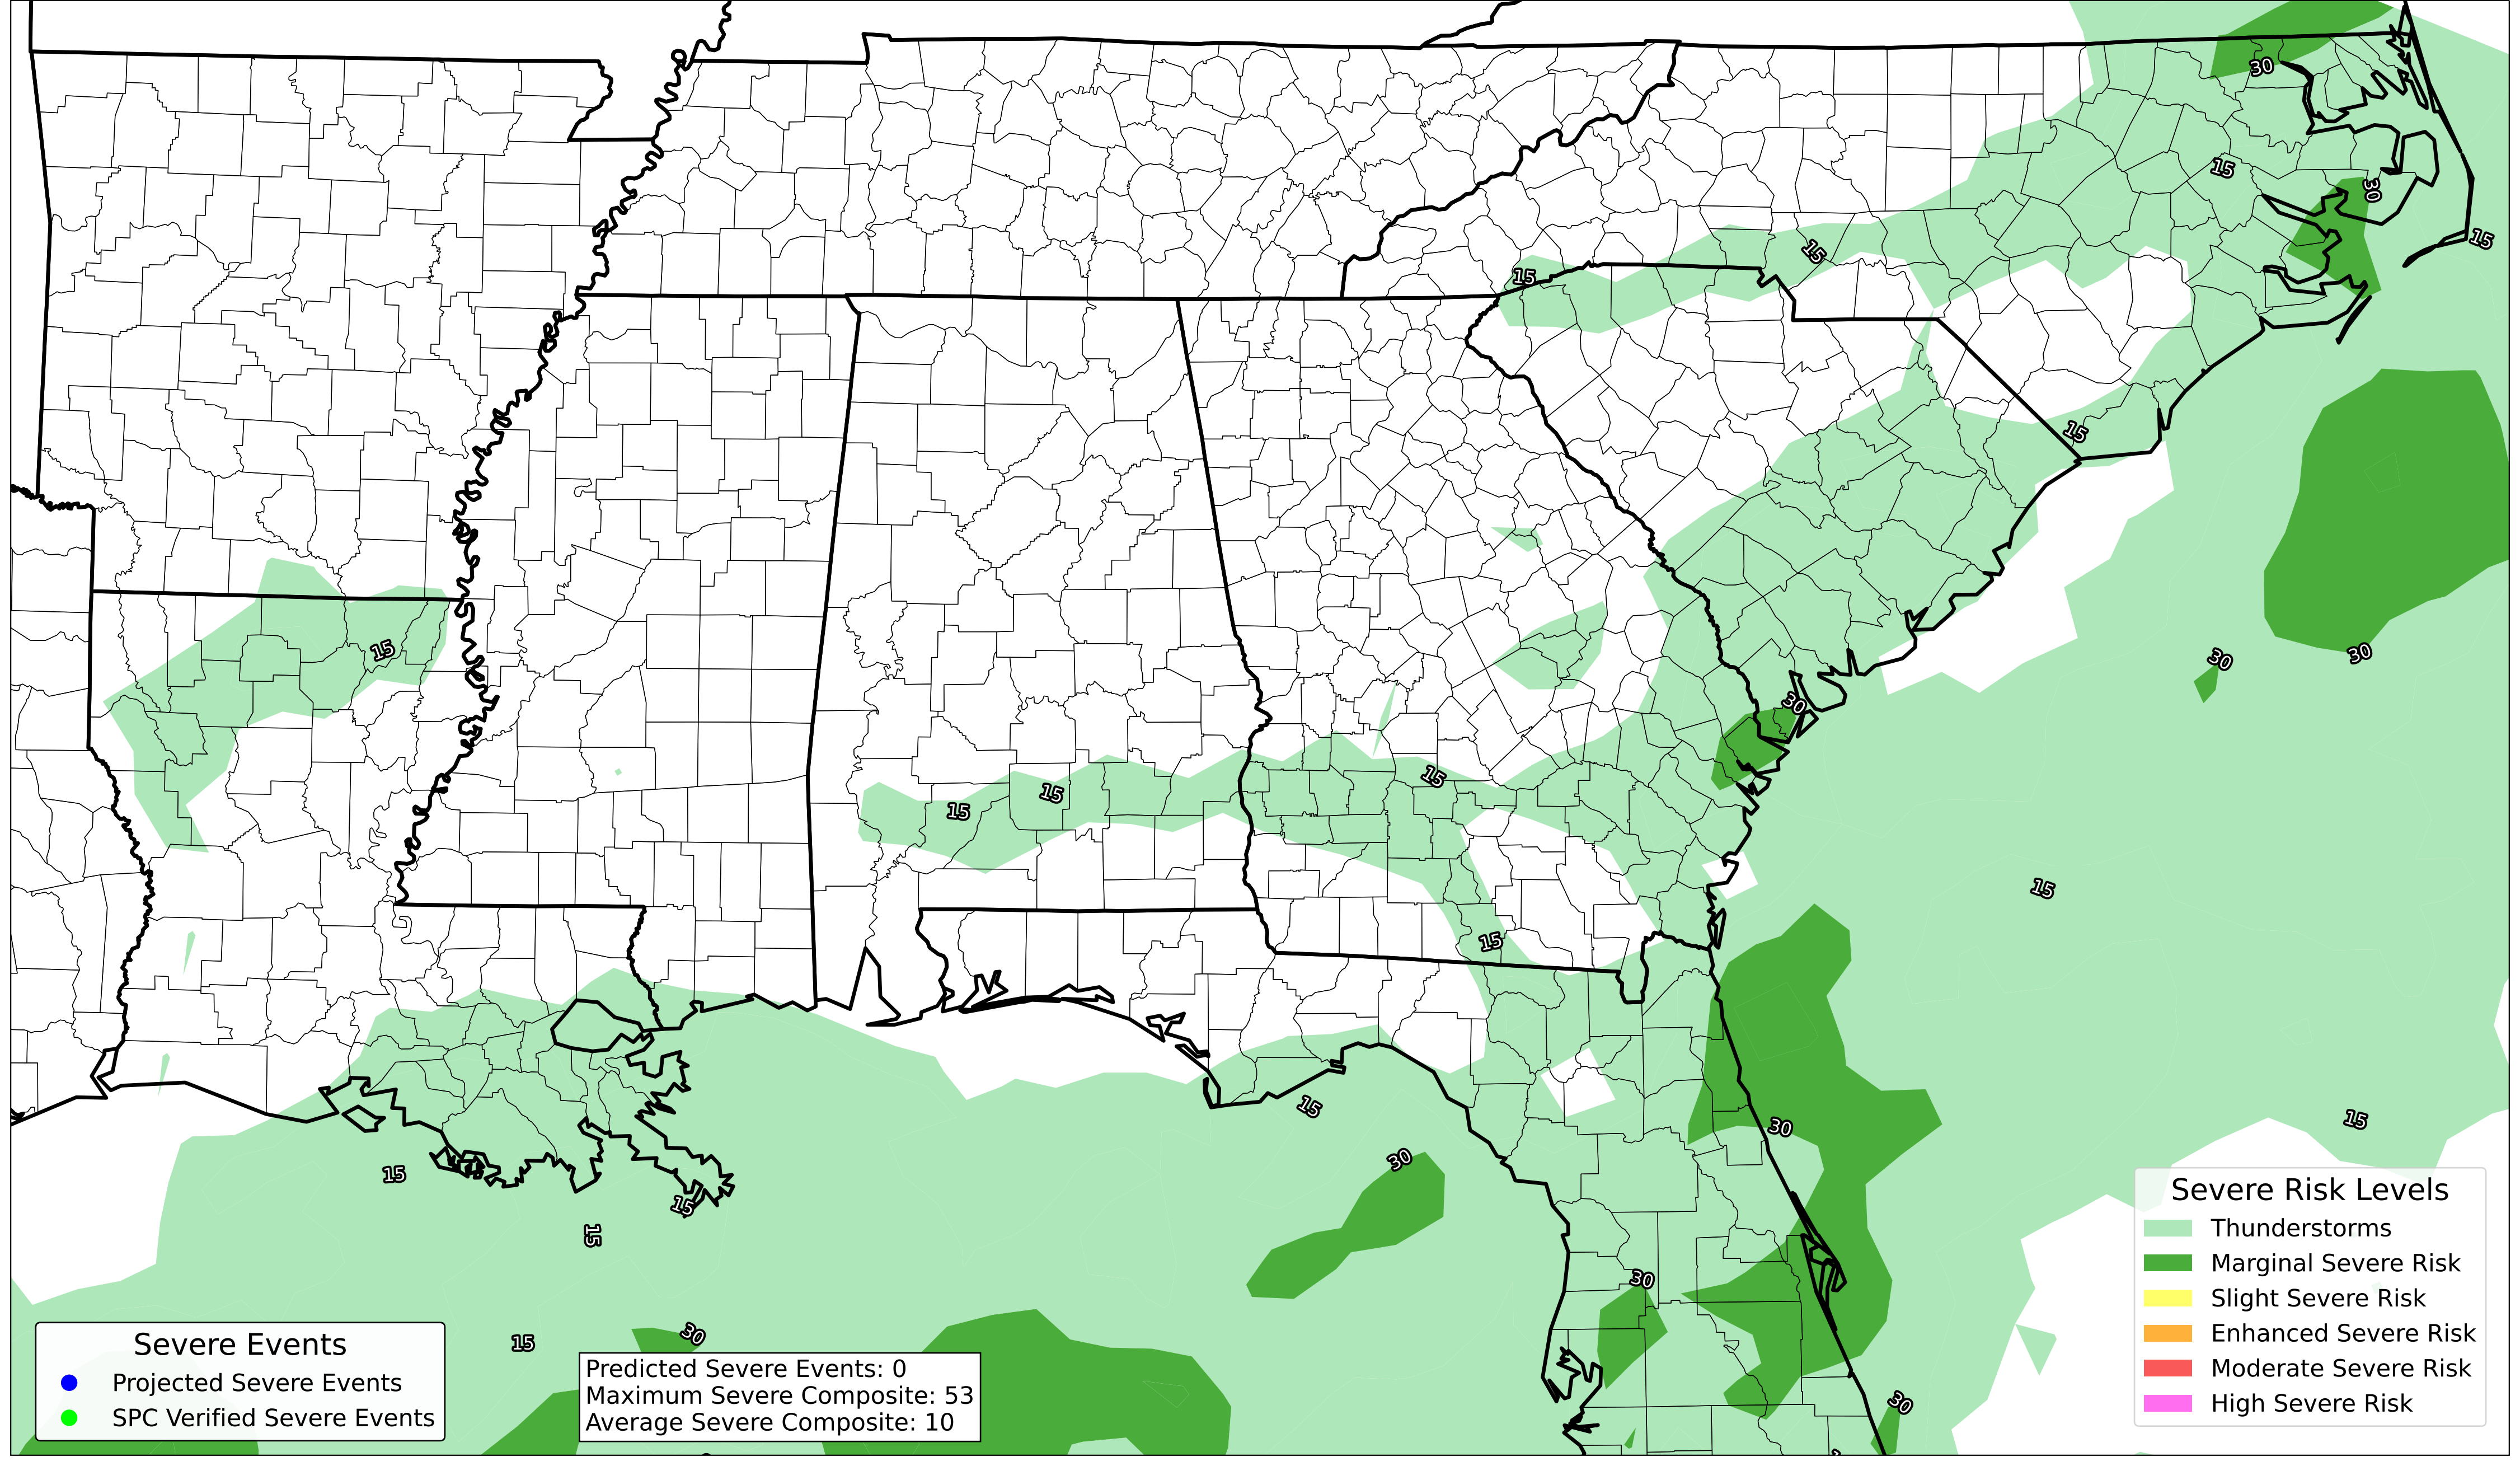 30
15
30
15
15
15
15
30
15
30
30
30
15
15
15
15
15
15
30
15
15
30
15
15
15
30
30
15
30
Severe Risk Levels
Thunderstorms
Marginal Severe Risk
Slight Severe Risk
Enhanced Severe Risk
Moderate Severe Risk
High Severe Risk
Severe Events
Projected Severe Events
SPC Verified Severe Events
Predicted Severe Events: 0
Maximum Severe Composite: 53
Average Severe Composite: 10